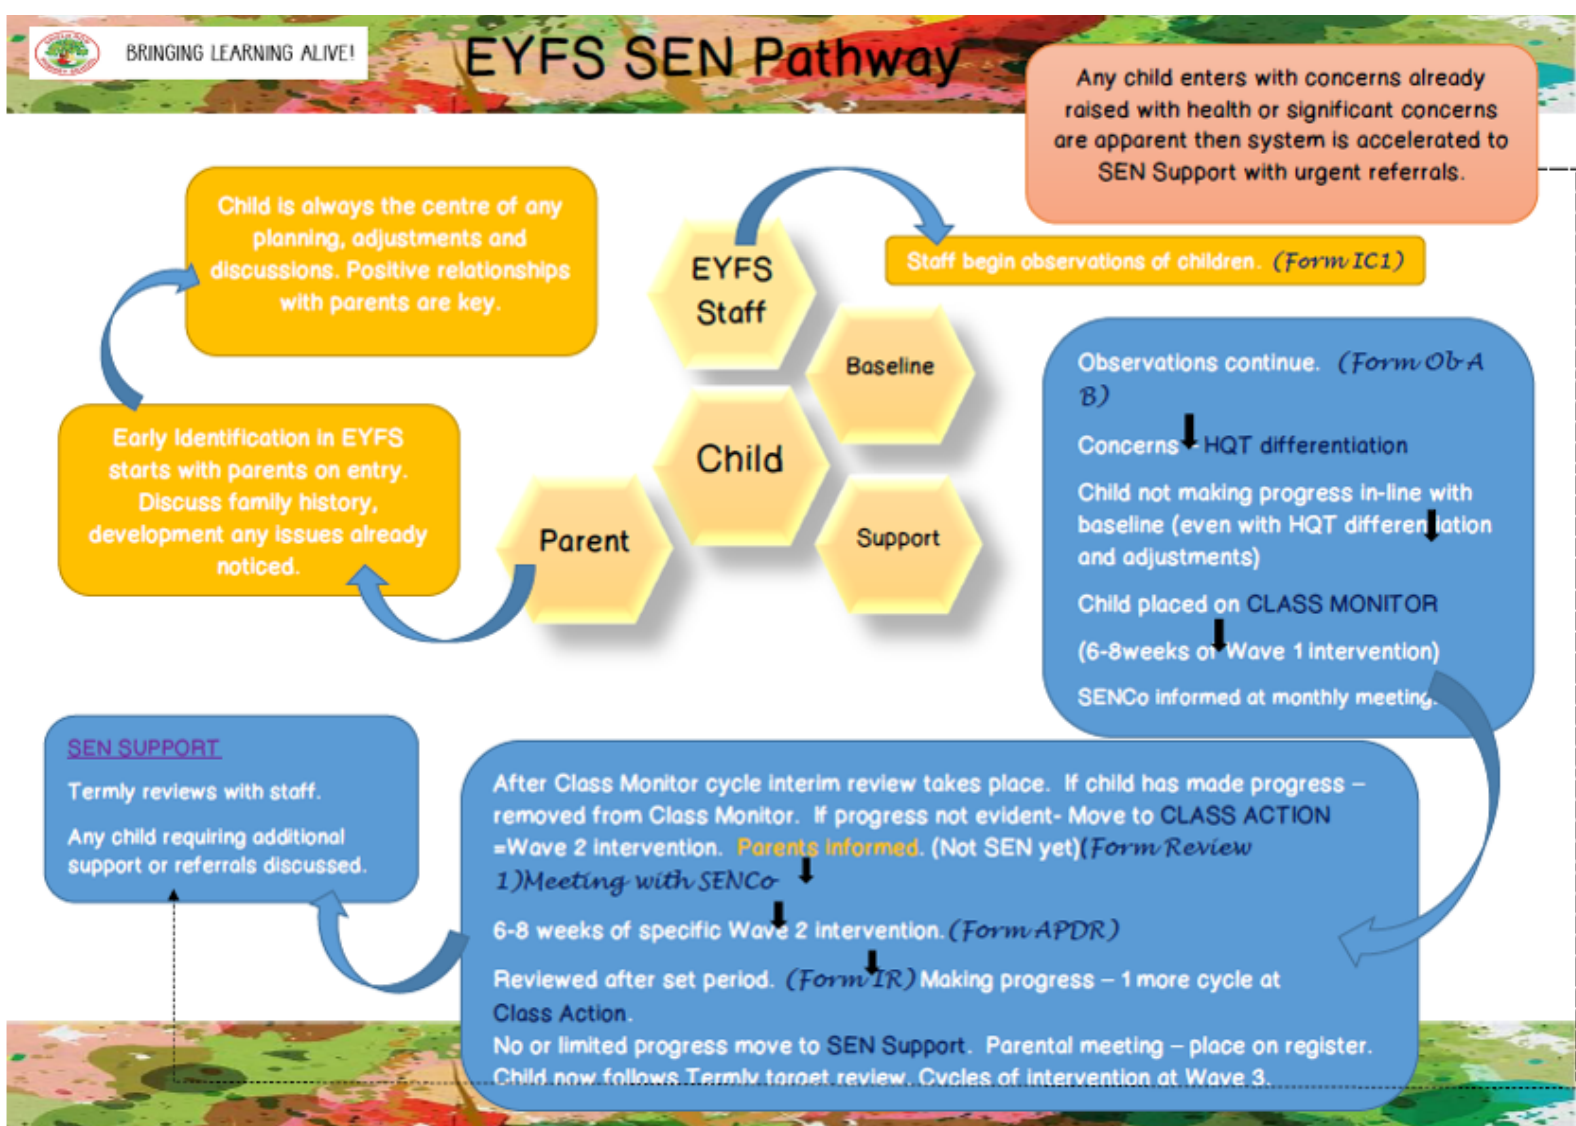 BRINGING LEARNING ALIVE!
EYFS SEN Pathway
Any child enters with concerns already
raised with health or significant concerns
are apparent then system is accelerated to
SEN Support with urgent referrals.
Child is always the centre of any
planning, adjustments and
discussions. Positive relationships
with parents are key.
EYFS
Staff
Staff begin observations of children. (Form IC1)
Baseline
Early Identification in EYFS
starts with parents on entry.
Discuss family history,
development any issues already
noticed.
Child
Parent
Support
Observations continue. (Form Ob A
B)
Concerns - HQT differentiation
Child not making progress in-line with
baseline (even with HQT differentiation
and adjustments)
Child placed on CLASS MONITOR
(6-8weeks of Wave 1 intervention)
SENCo informed at monthly meeting.
SEN SUPPORT
Termly reviews with staff.
Any child requiring additional
support or referrals discussed.
After Class Monitor cycle interim review takes place. If child has made progress –
removed from Class Monitor. If progress not evident- Move to CLASS ACTION
=Wave 2 intervention. Parents informed. (Not SEN yet)(Form Review
1)Meeting with SENCo
6-8 weeks of specific Wave 2 intervention. (Form APDR)
Reviewed after set period. (Form IR) Making progress – 1 more cycle at
Class Action.
No or limited progress move to SEN Support. Parental meeting – place on register.
Child now follows Termly target review. Cycles of intervention at Wave 3.